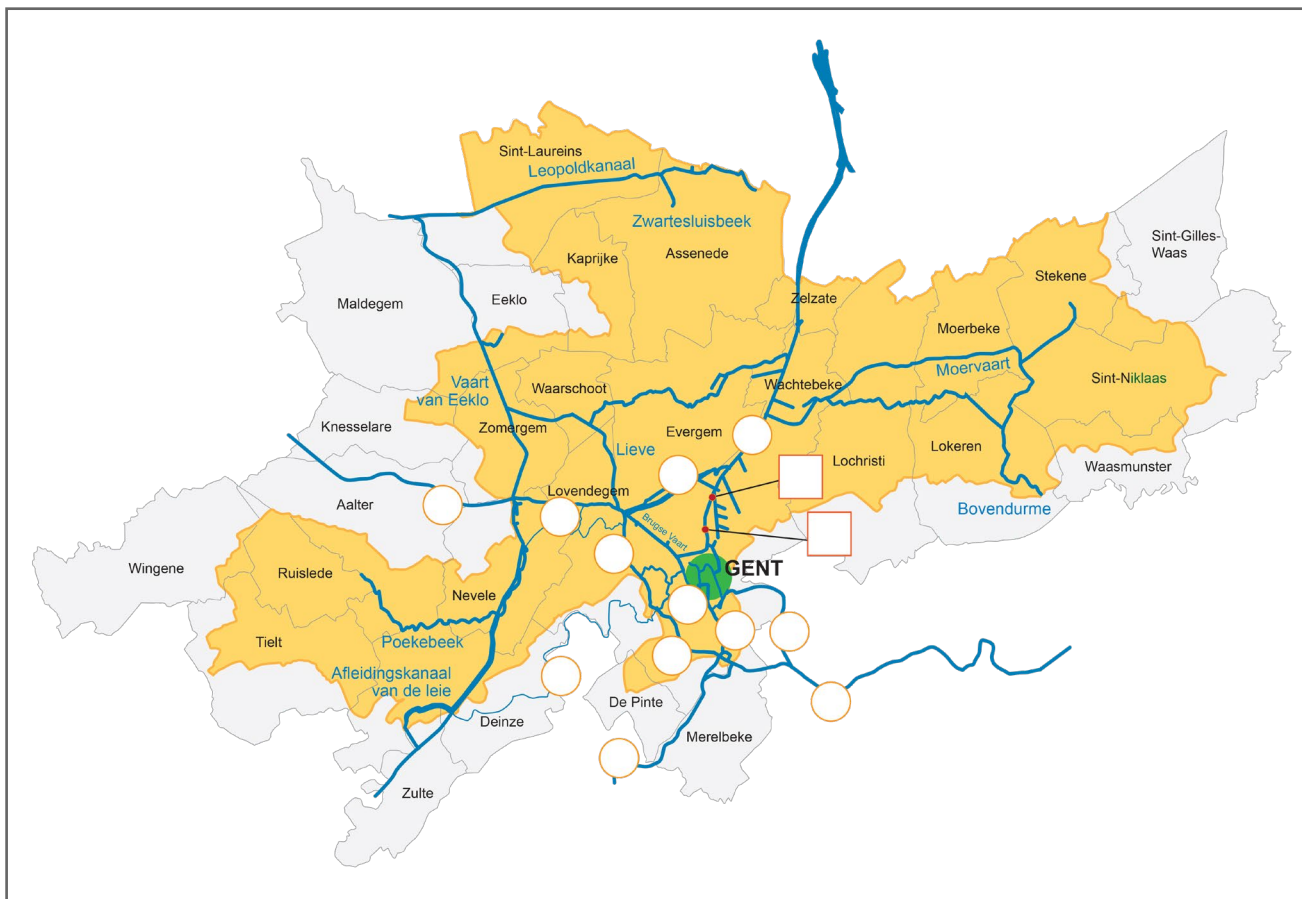 Sint-Laureins
Leopoldkanaal
Zwartesluisbeek
Kaprijke
Assenede
Sint-Gilles-
Waas
Stekene
Maldegem
Eeklo
Zelzate
Moerbeke
Moervaart
Sint-Niklaas
Vaart
van Eeklo
Waarschoot
Wachtebeke
Knesselare
Zomergem
Lieve
Evergem
Lochristi
Lokeren
Waasmunster
Aalter
Lovendegem
Bovendurme
Brugse Vaart
Wingene
Ruislede
Nevele
GENT
Tielt
Poekebeek
Afleidingskanaal
van de leie
Deinze
De Pinte
Merelbeke
Zulte